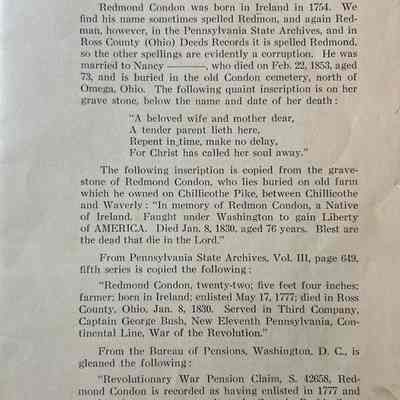 Redmond Condon was born in Ireland in 1754. We
find his name sometimes spelled Redmon, and again Red-
man, however, in the Pennsylvania State Archives, and in
Ross County (Ohio) Deeds Records it is spelled Redmond,
so the other spellings are evidently a corruption. He was
married to Nancy ————, who died on Feb. 22, 1853, aged
73, and is buried in the old Condon cemetery, north of
Omega, Ohio. The following quaint inscription is on her
grave stone, below the name and date of her death:
"A beloved wife and mother dear,
A tender parent lieth here,
Repent in time, make no delay,
For Christ has called her soul away."
The following inscription is copied from the grave-
stone of Redmond Condon, who lies buried on old farm
which he owned on Chillicothe Pike, between Chillicothe
and Waverly: "In memory of Redmon Condon, a Native
of Ireland. Faught under Washington to gain Liberty
of AMERICA. Died Jan. 8, 1830, aged 76 years. Blest are
the dead that die in the Lord."
From Pennsylvania State Archives, Vol. III, page 649,
fifth series is copied the following:
"Redmond Condon, twenty-two; five feet four inches;
farmer; born in Ireland; enlisted May 17, 1777; died in Ross
County, Ohio, Jan. 8, 1830. Served in Third Company,
Captain George Bush, New Eleventh Pennsylvania, Con-
tinental Line, War of the Revolution."
From the Bureau of Pensions, Washington, D. C., is
gleaned the following:
"Revolutionary War Pension Claim, S. 42658, Red-
mond Condon is recorded as having enlisted in 1777 and